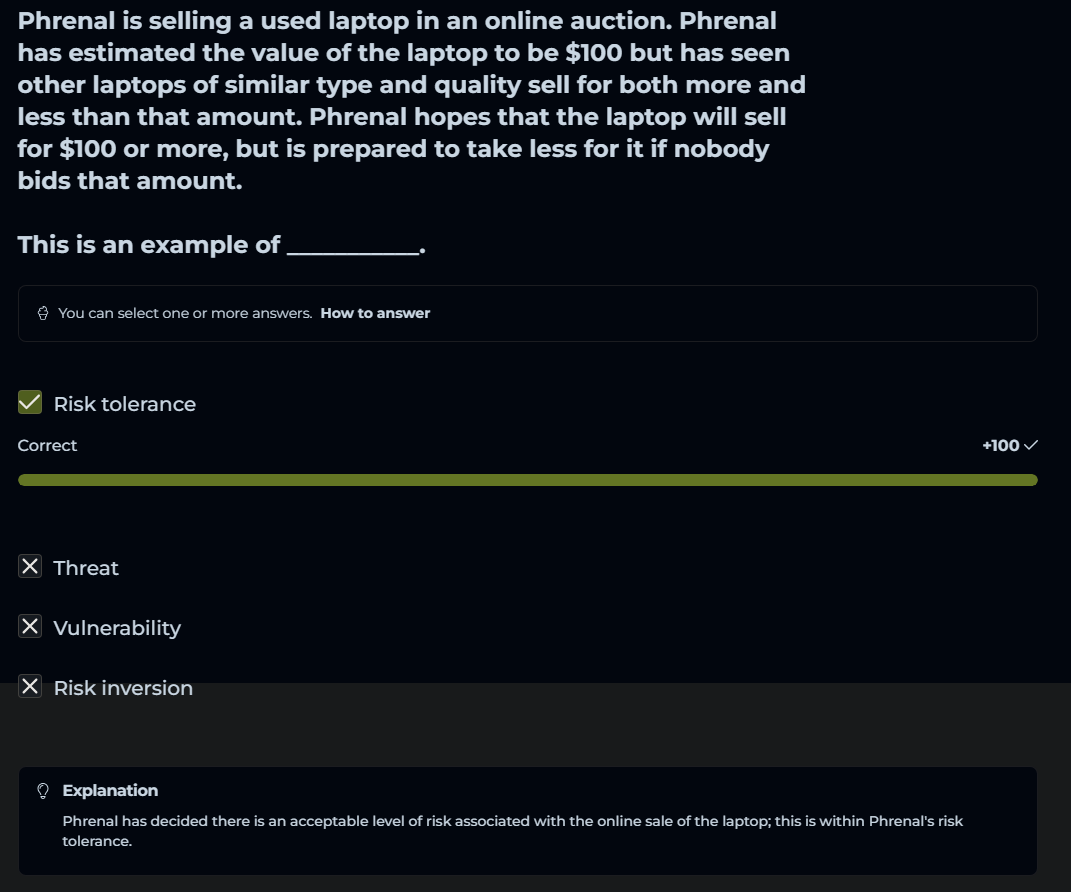 Phrenal is selling a used laptop in an online auction. Phrenal
has estimated the value of the laptop to be $100 but has seen
other laptops of similar type and quality sell for both more and
less than that amount. Phrenal hopes that the laptop will sell
for $100 or more, but is prepared to take less for it if nobody
bids that amount.
This is an example of ___________.
You can select one or more answers. How to answer
Risk tolerance
Correct +100
Threat
Vulnerability
Risk inversion
Explanation
Phrenal has decided there is an acceptable level of risk associated with the online sale of the laptop; this is within Phrenal's risk
tolerance.